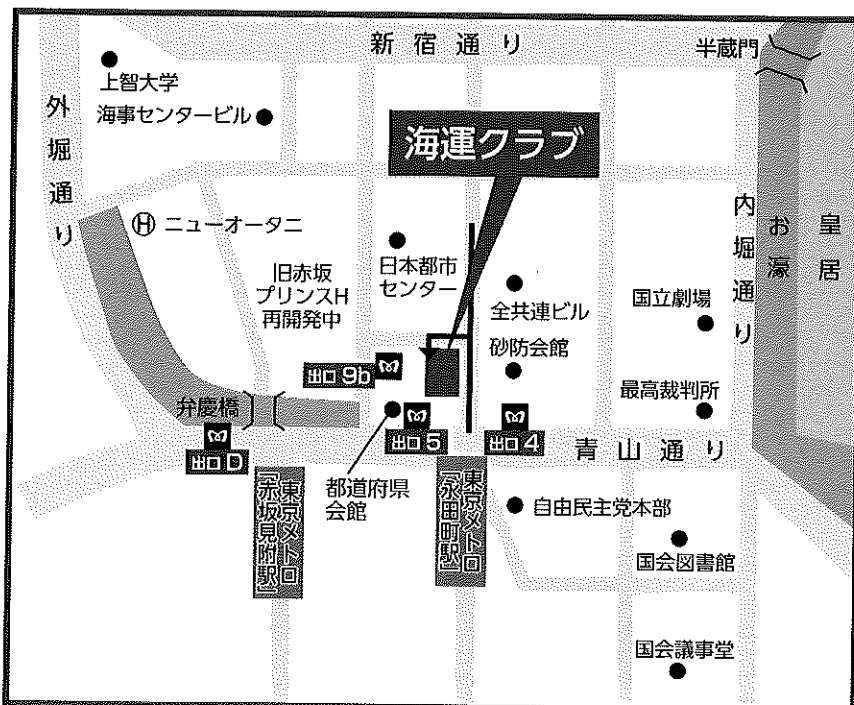 新宿通り
半蔵門
上智大学
海事センタービル
外堀通り
海運クラブ
内堀通り
お濠
皇居
Ⓗ ニューオータニ
旧赤坂
プリンスH
再開発中
日本都市
センター
全共連ビル
国立劇場
砂防会館
出口 9b
最高裁判所
弁慶橋
出口 D
出口 5
出口 4
青山通り
都道府県
会館
東京メトロ
「赤坂見附駅」
東京メトロ
「永田町駅」
自由民主党本部
国会図書館
国会議事堂